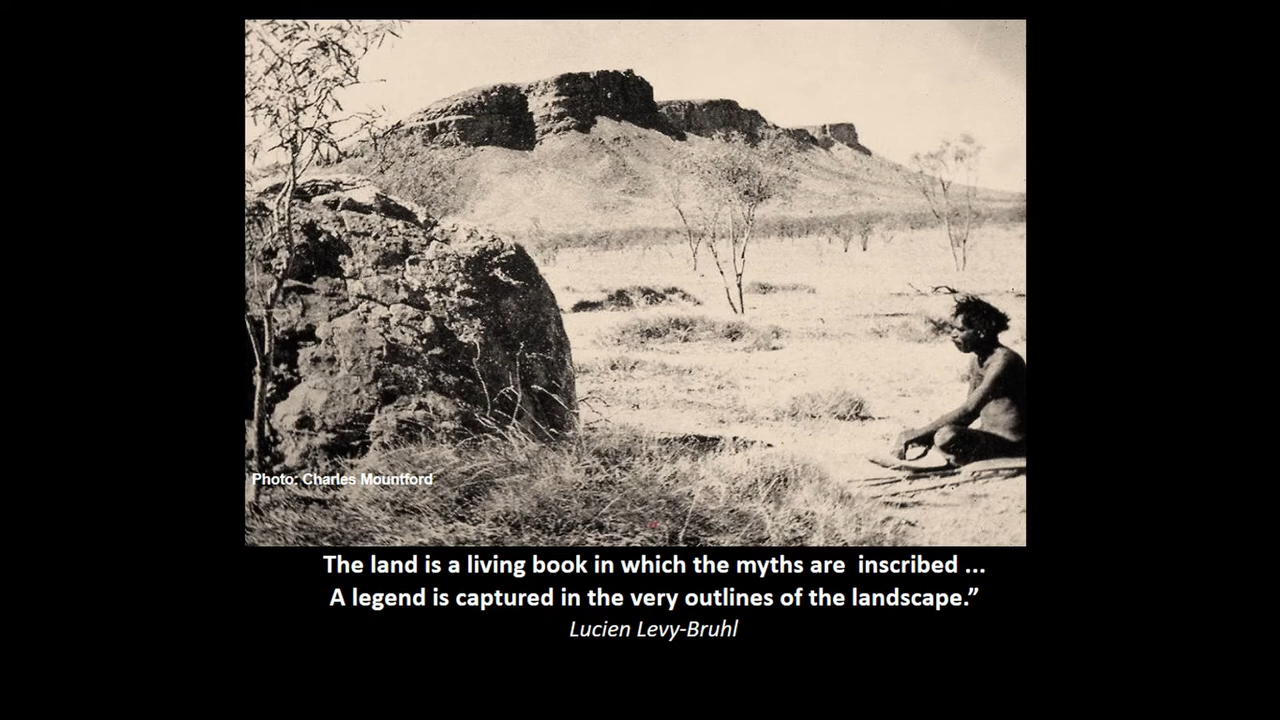 Photo: Charles Mountford
The land is a living book in which the myths are  inscribed ...
A legend is captured in the very outlines of the landscape.”
Lucien Levy-Bruhl